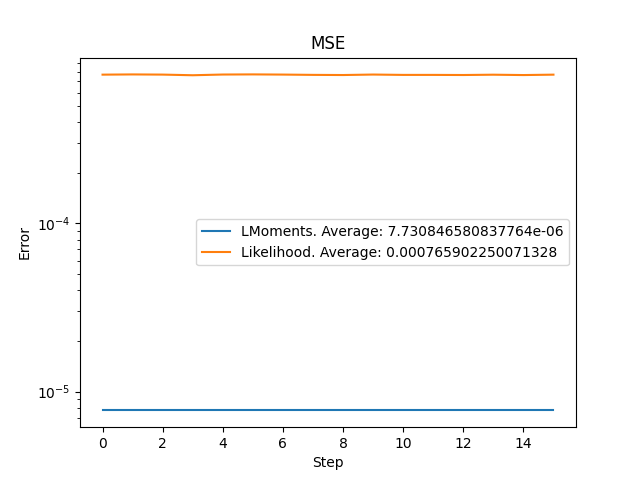 MSE
Error
10⁻⁴
10⁻⁵
LMoments. Average: 7.730846580837764e-06
Likelihood. Average: 0.000765902250071328
0 2 4 6 8 10 12 14
Step